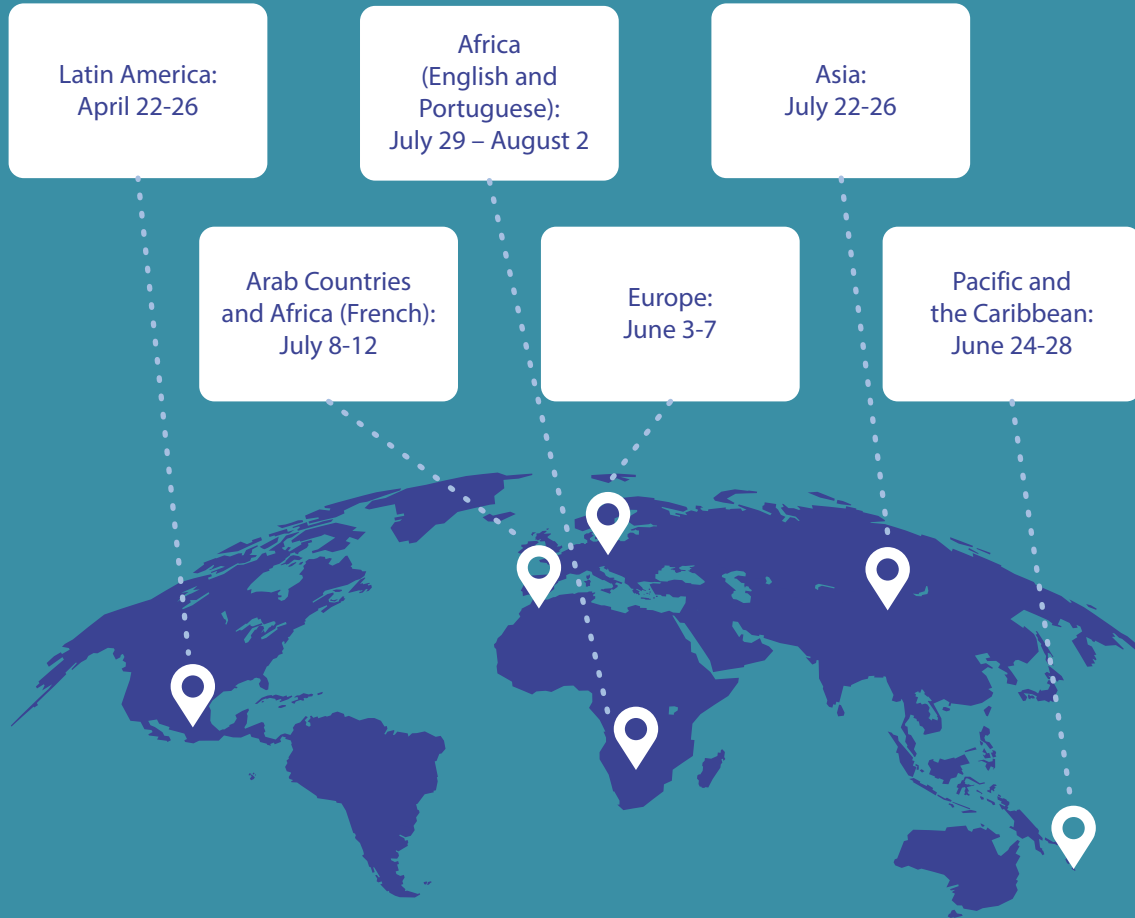 Latin America:
April 22-26
Africa
(English and
Portuguese):
July 29 – August 2
Asia:
July 22-26
Arab Countries
and Africa (French):
July 8-12
Europe:
June 3-7
Pacific and
the Caribbean:
June 24-28